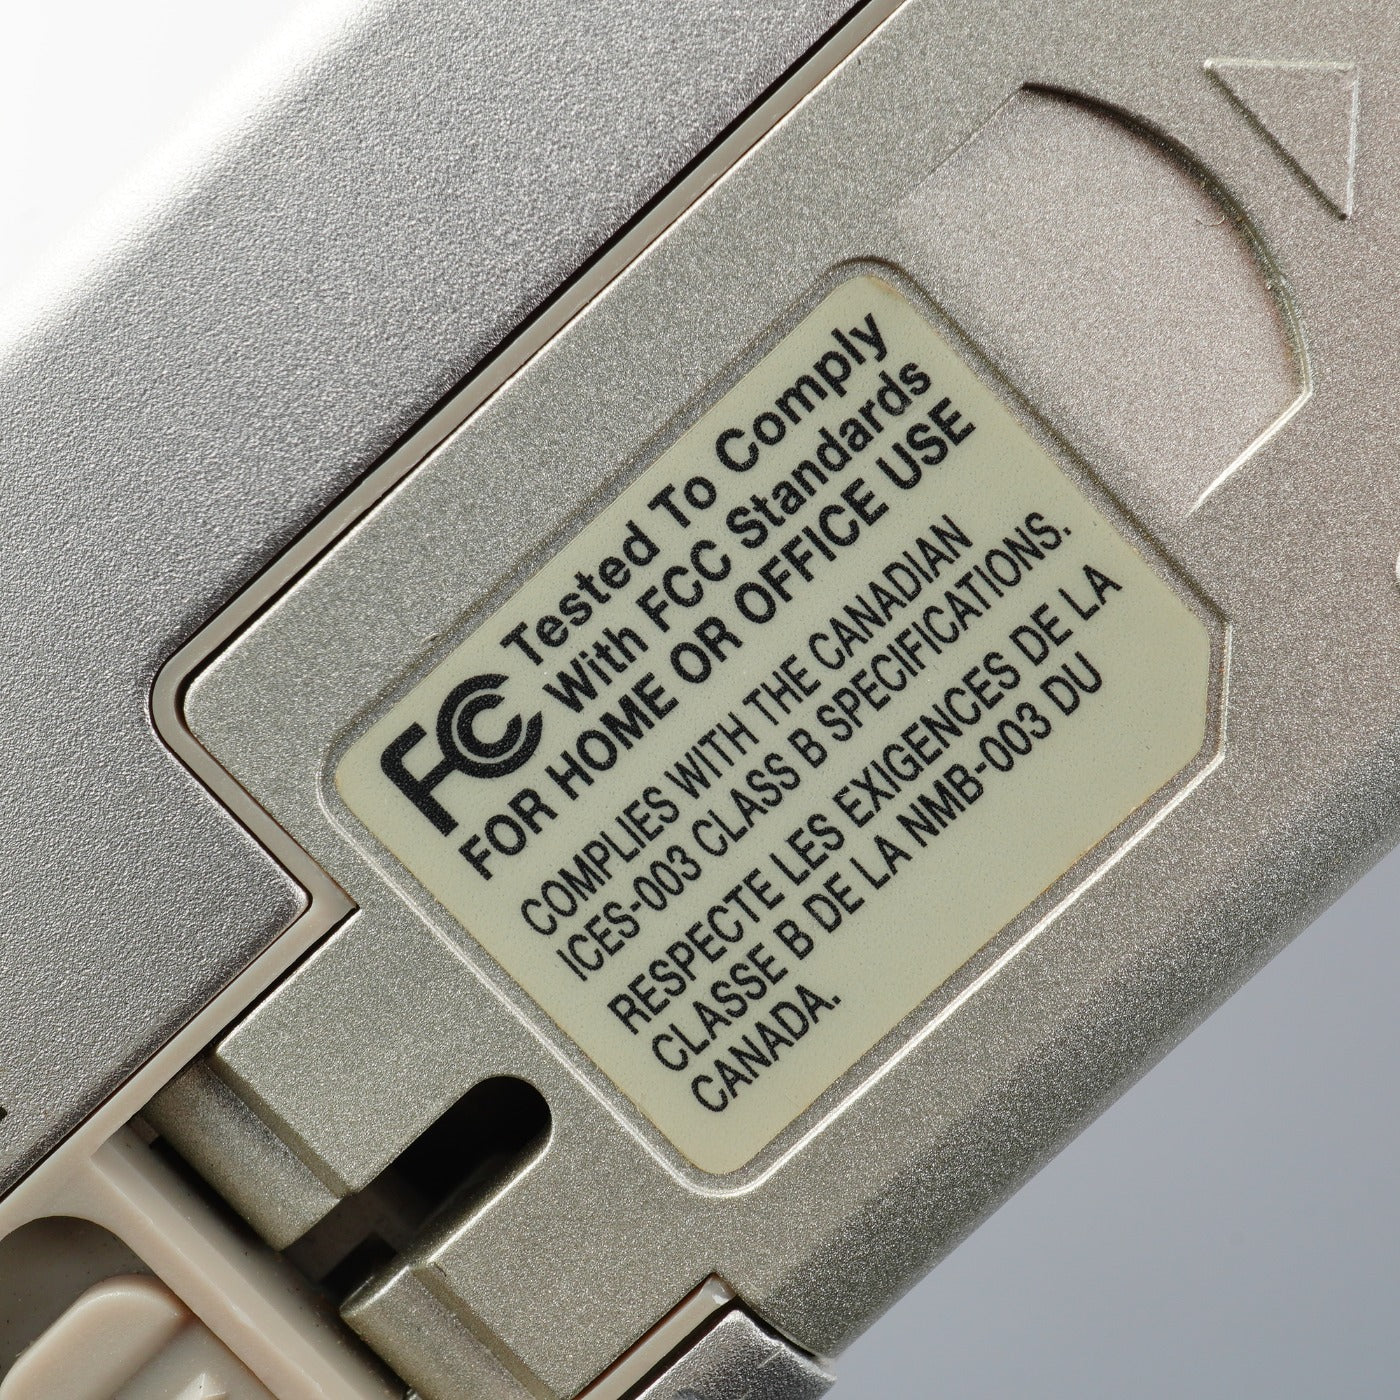 FC Tested To Comply
With FCC Standards
FOR HOME OR OFFICE USE
COMPLIES WITH THE CANADIAN
ICES-003 CLASS B SPECIFICATIONS.
RESPECTE LES EXIGENCES DE LA
CLASSE B DE LA NMB-003 DU
CANADA.